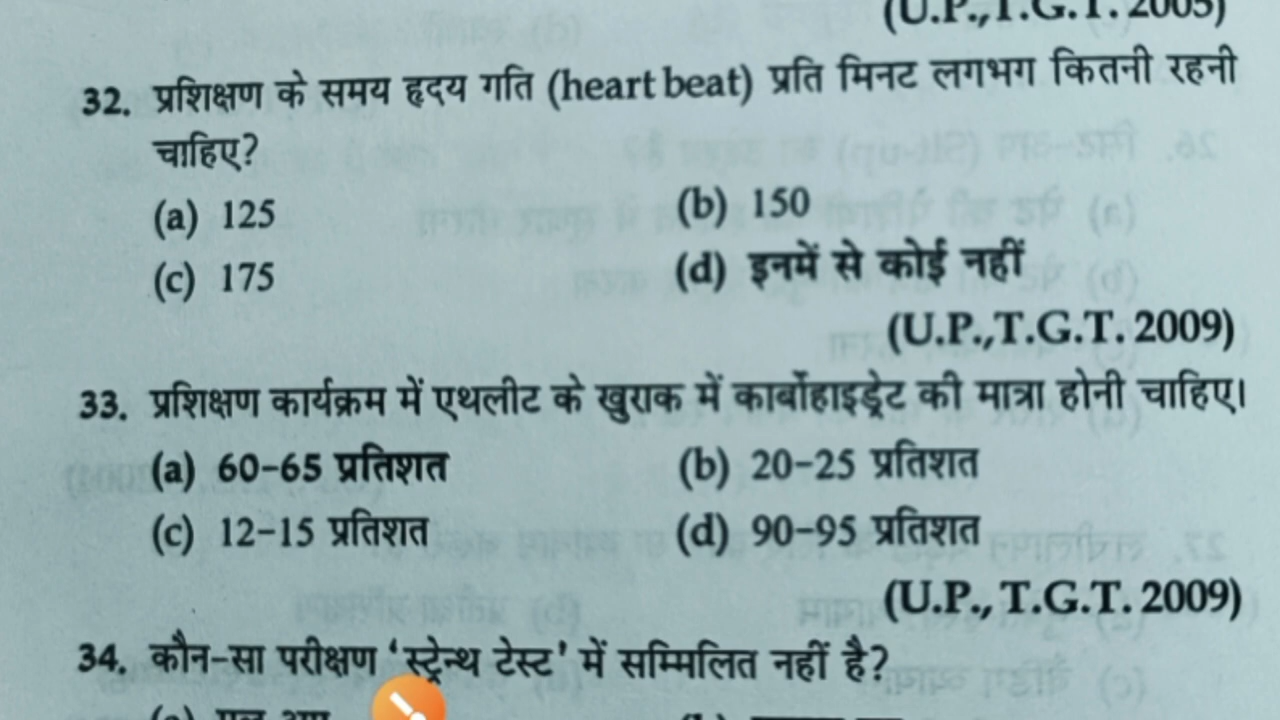 (U.P.,T.G.T. 2005)
32. प्रशिक्षण के समय हृदय गति (heart beat) प्रति मिनट लगभग कितनी रहनी
चाहिए?
(a) 125 (b) 150
(c) 175 (d) इनमें से कोई नहीं
(U.P.,T.G.T. 2009)
33. प्रशिक्षण कार्यक्रम में एथलीट के खुराक में कार्बोहाइड्रेट की मात्रा होनी चाहिए।
(a) 60-65 प्रतिशत (b) 20-25 प्रतिशत
(c) 12-15 प्रतिशत (d) 90-95 प्रतिशत
(U.P., T.G.T. 2009)
34. कौन-सा परीक्षण ‘स्ट्रेन्थ टेस्ट’ में सम्मिलित नहीं है?